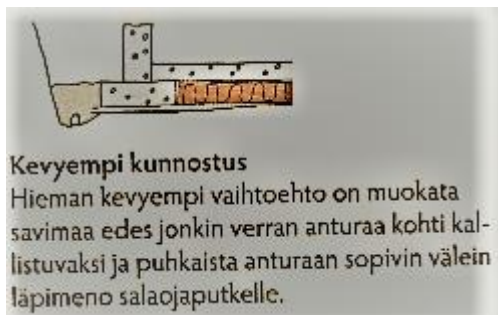 Kevyempi kunnostus
Hieman kevyempi vaihtoehto on muokata
savimaa edes jonkin verran anturaa kohti kal-
listuvaksi ja puhkaista anturaan sopivin välein
läpimeno salaojaputkelle.